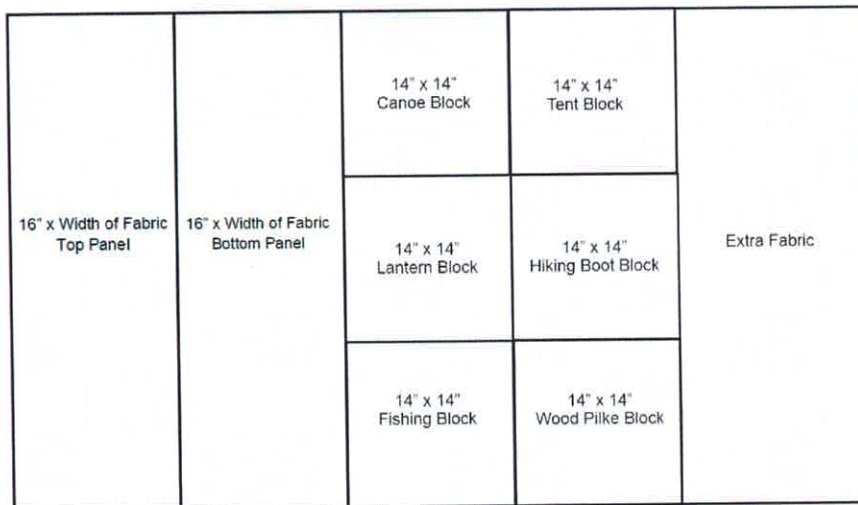 16" x Width of Fabric
Top Panel
16" x Width of Fabric
Bottom Panel
14" x 14"
Canoe Block
14" x 14"
Tent Block
14" x 14"
Lantern Block
14" x 14"
Hiking Boot Block
14" x 14"
Fishing Block
14" x 14"
Wood Pilke Block
Extra Fabric